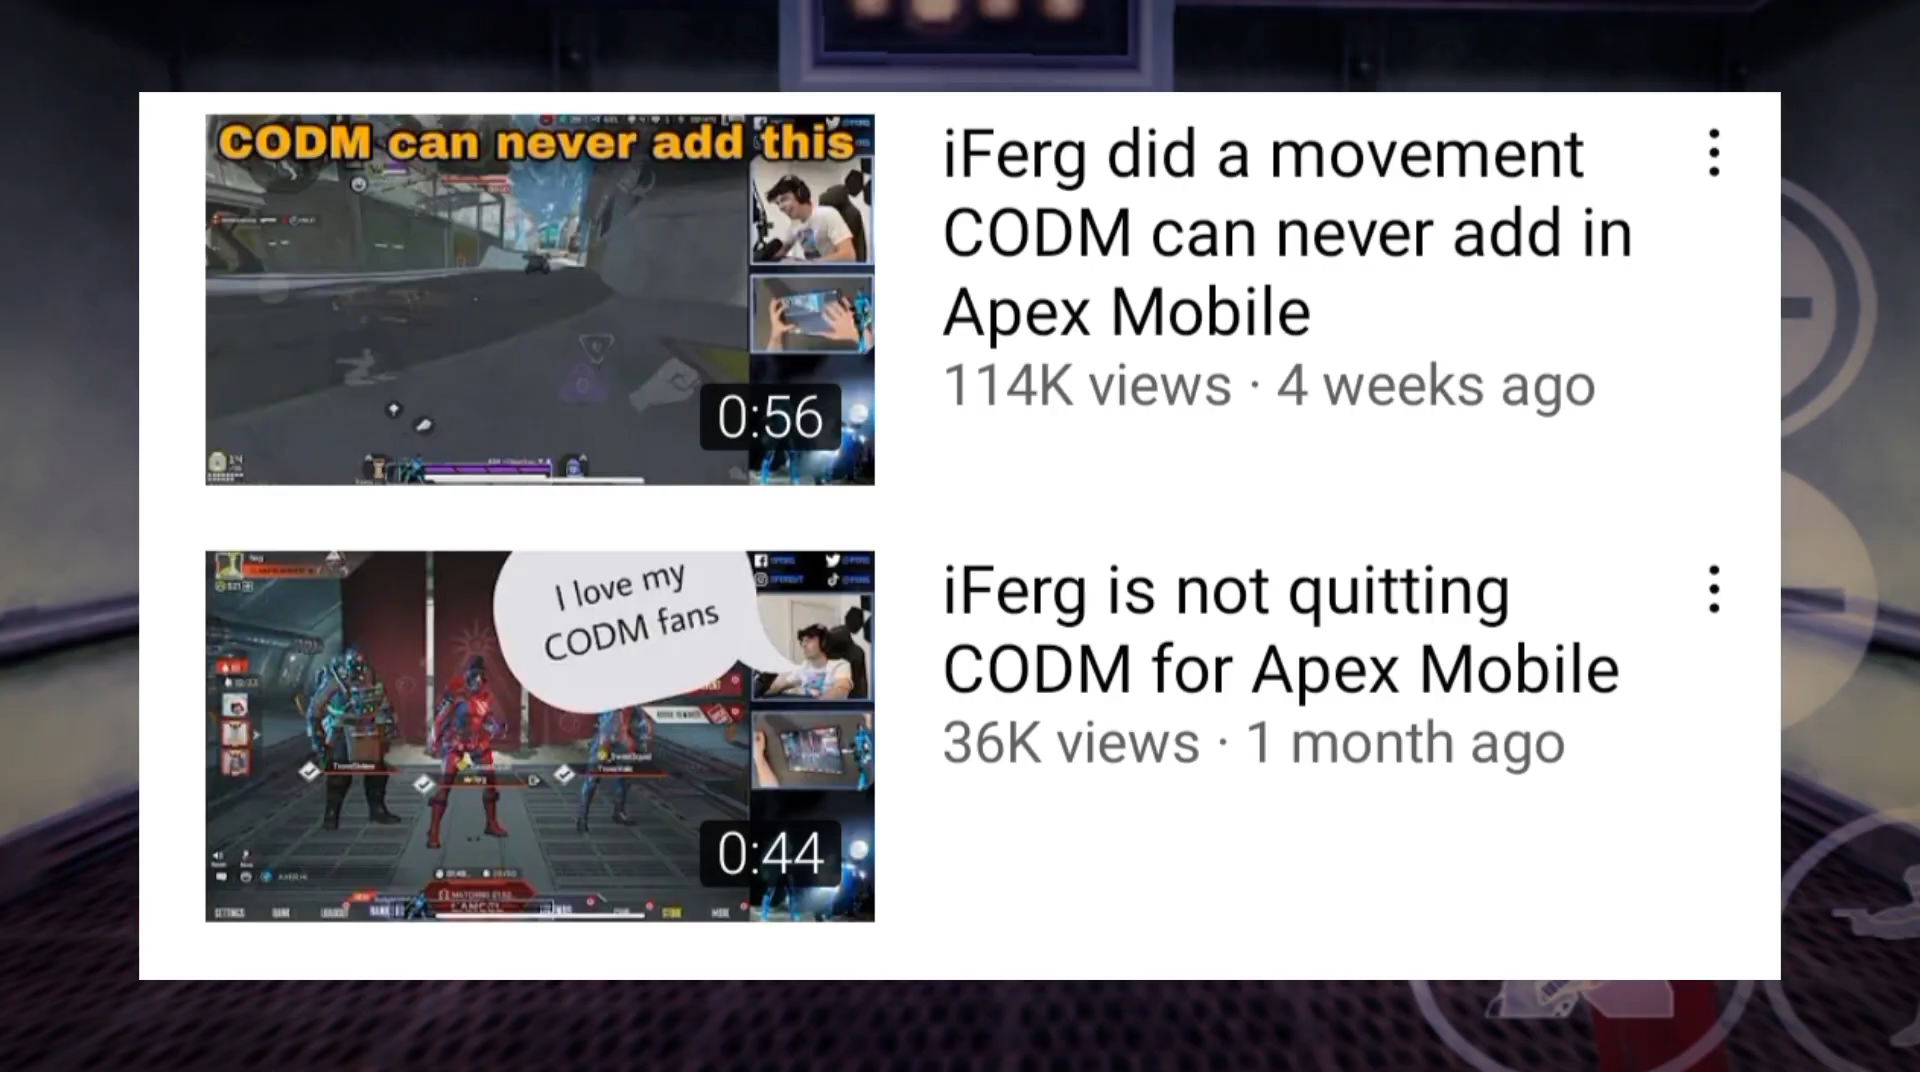 CODM can never add this
0:56
iFerg did a movement
CODM can never add in
Apex Mobile
114K views · 4 weeks ago
I love my
CODM fans
0:44
SETTINGS
iFerg is not quitting
CODM for Apex Mobile
36K views · 1 month ago